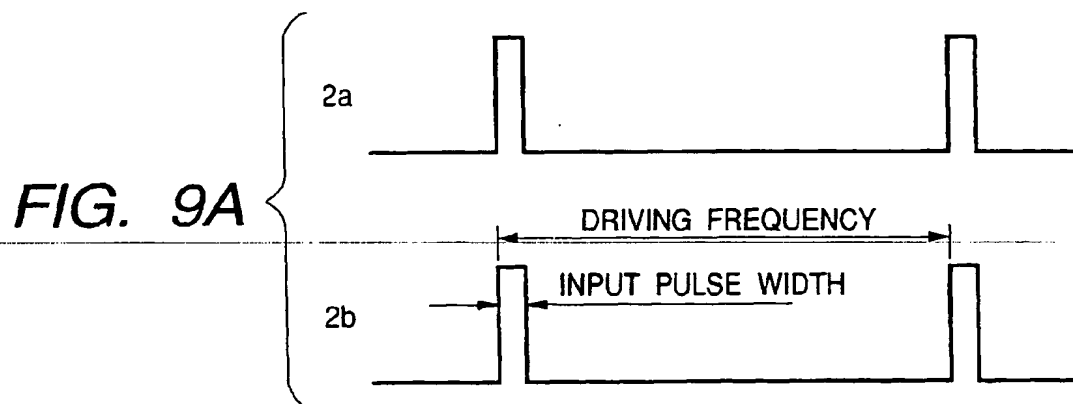 2a
FIG. 9A
DRIVING FREQUENCY
INPUT PULSE WIDTH
2b